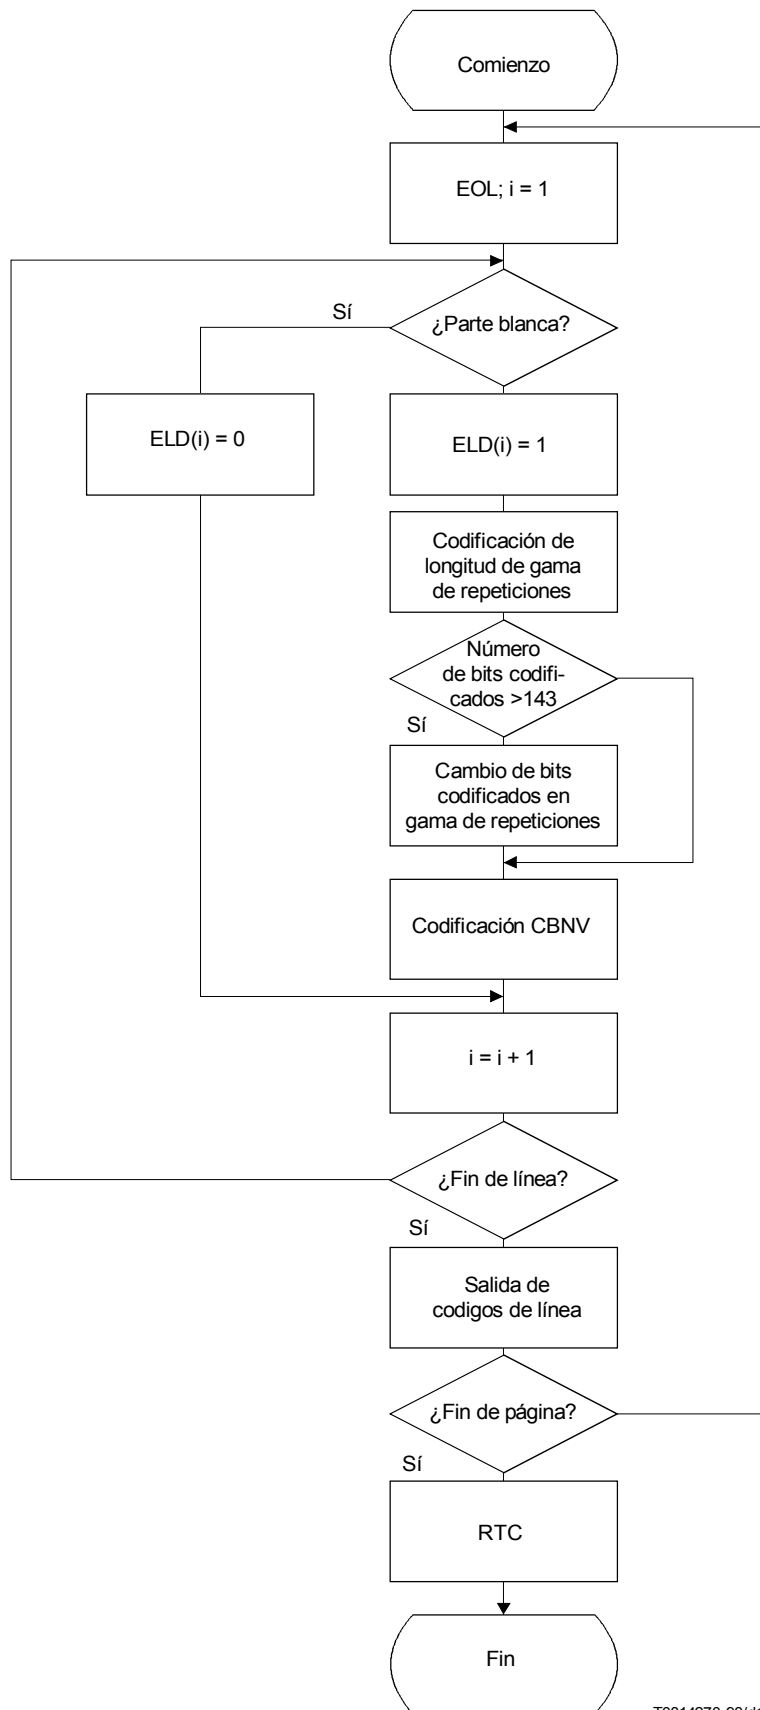 Comienzo
EOL; i = 1
Sí
¿Parte blanca?
ELD(i) = 0
ELD(i) = 1
Codificación de
longitud de gama
de repeticiones
Número
de bits codifi-
cados >143
Sí
Cambio de bits
codificados en
gama de repeticiones
Codificación CBNV
i = i + 1
¿Fin de línea?
Sí
Salida de
codigos de línea
¿Fin de página?
Sí
RTC
Fin